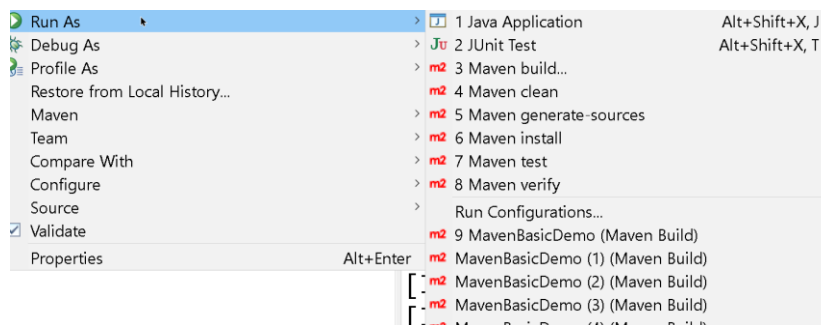 Run As
Debug As
Profile As
Restore from Local History...
Maven
Team
Compare With
Configure
Source
Validate
Properties Alt+Enter
1 Java Application Alt+Shift+X, J
Ju 2 JUnit Test Alt+Shift+X, T
m2 3 Maven build...
m2 4 Maven clean
m2 5 Maven generate-sources
m2 6 Maven install
m2 7 Maven test
m2 8 Maven verify
Run Configurations...
m2 9 MavenBasicDemo (Maven Build)
m2 MavenBasicDemo (1) (Maven Build)
m2 MavenBasicDemo (2) (Maven Build)
m2 MavenBasicDemo (3) (Maven Build)